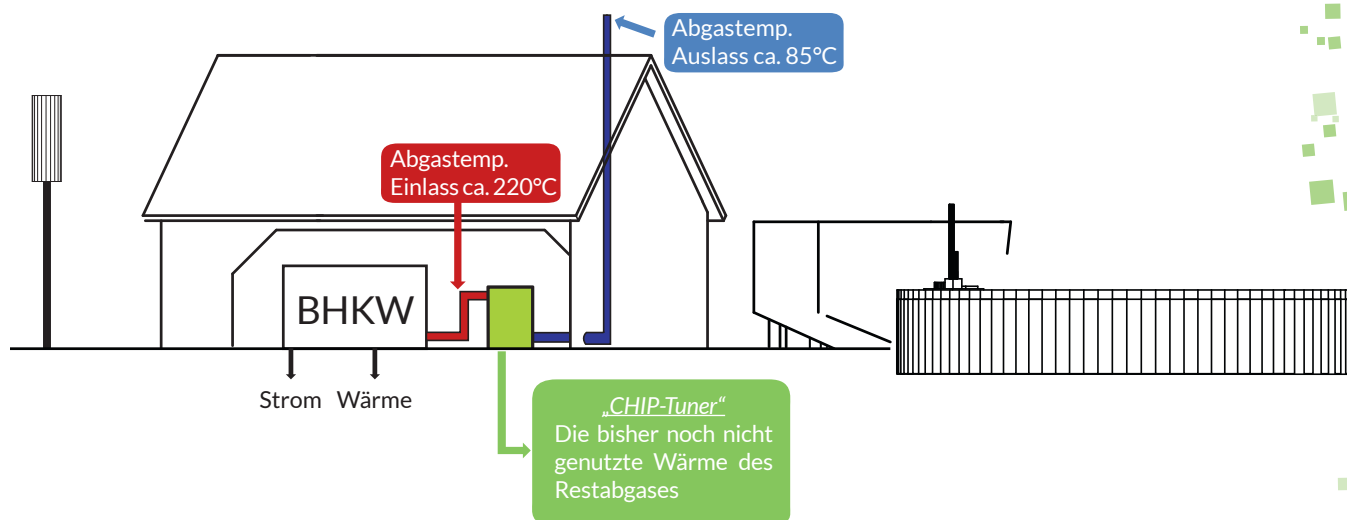 Abgastemp.
Auslass ca. 85°C
Abgastemp.
Einlass ca. 220°C
BHKW
Strom Wärme
„CHIP-Tuner“
Die bisher noch nicht
genutzte Wärme des
Restabgases